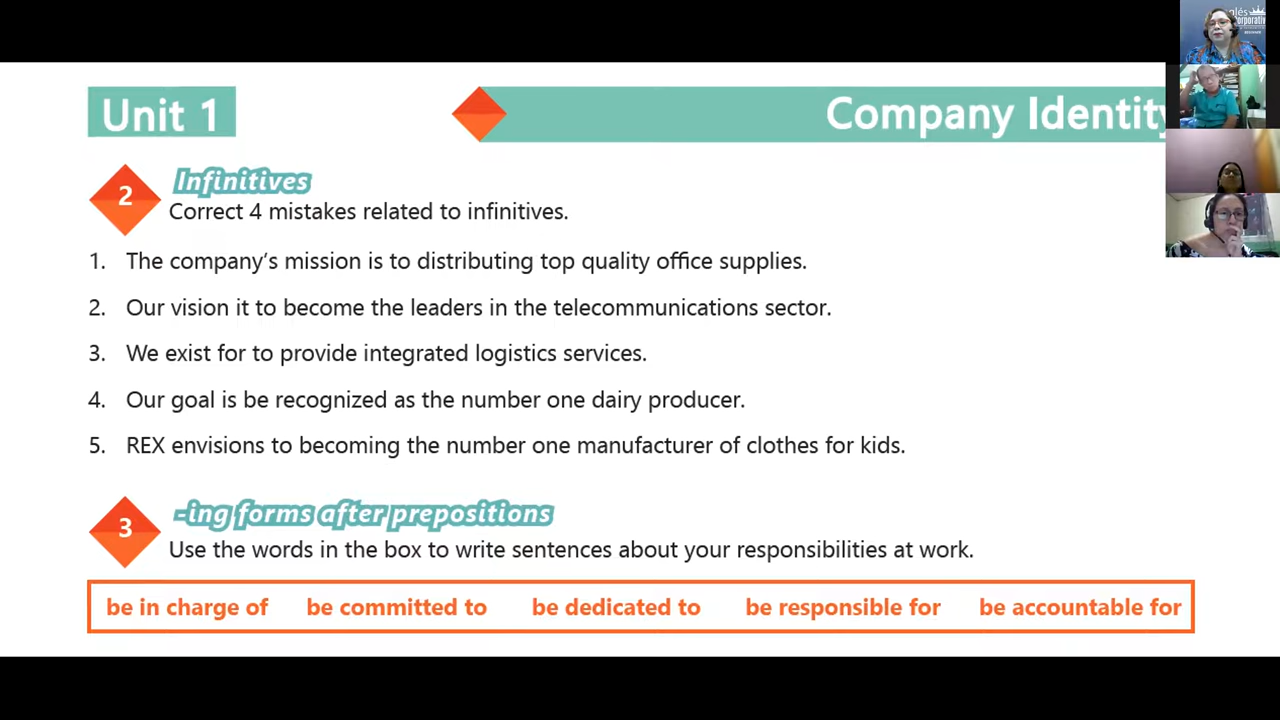 Unit 1
Company Identity
2
Infinitives
Correct 4 mistakes related to infinitives.
1. The company's mission is to distributing top quality office supplies.
2. Our vision it to become the leaders in the telecommunications sector.
3. We exist for to provide integrated logistics services.
4. Our goal is be recognized as the number one dairy producer.
5. REX envisions to becoming the number one manufacturer of clothes for kids.
3
-ing forms after prepositions
Use the words in the box to write sentences about your responsibilities at work.
be in charge of be committed to be dedicated to be responsible for be accountable for